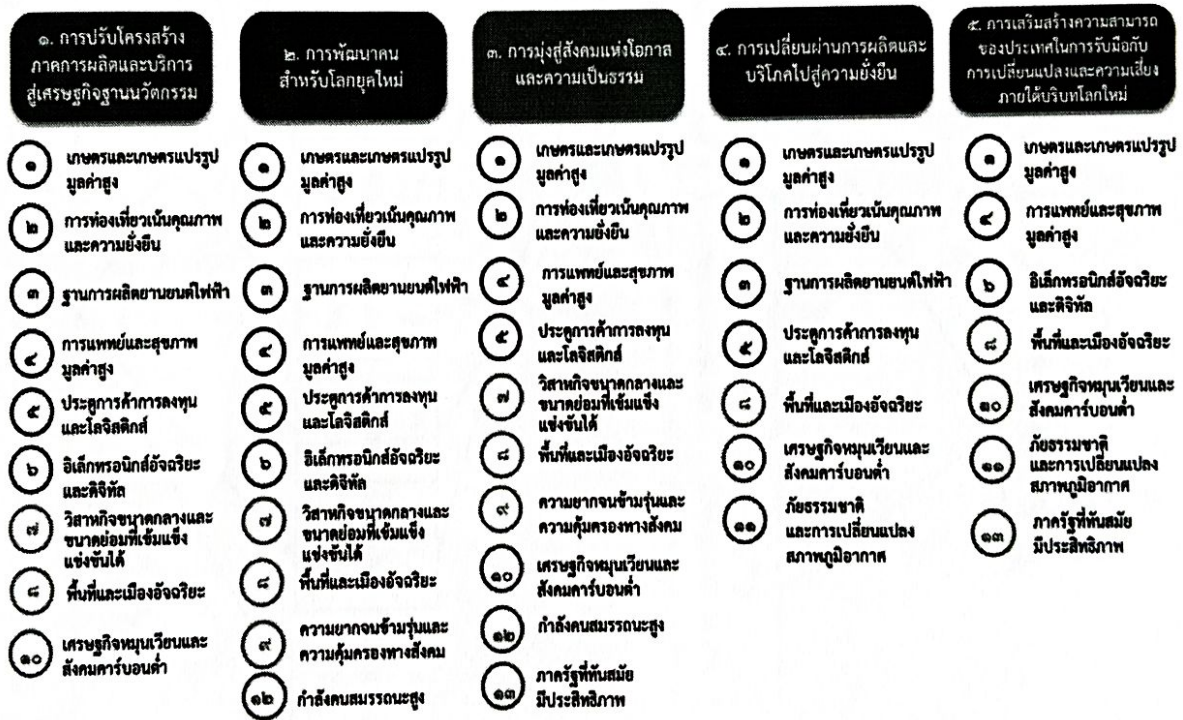 ๑. การปรับโครงสร้าง
ภาคการผลิตและบริการ
สู่เศรษฐกิจฐานนวัตกรรม
๑
เกษตรและเกษตรแปรรูป
มูลค่าสูง
๒
การท่องเที่ยวเน้นคุณภาพ
และความยั่งยืน
๓
ฐานการผลิตยานยนต์ไฟฟ้า
๔
การแพทย์และสุขภาพ
มูลค่าสูง
๕
ประตูการค้าการลงทุน
และโลจิสติกส์
๖
อิเล็กทรอนิกส์อัจฉริยะ
และดิจิทัล
๗
วิสาหกิจขนาดกลางและ
ขนาดย่อมที่เข้มแข็ง
แข่งขันได้
๘
พื้นที่และเมืองอัจฉริยะ
๑๐
เศรษฐกิจหมุนเวียนและ
สังคมคาร์บอนต่ำ
๒. การพัฒนาคน
สำหรับโลกยุคใหม่
๑
เกษตรและเกษตรแปรรูป
มูลค่าสูง
๒
การท่องเที่ยวเน้นคุณภาพ
และความยั่งยืน
๓
ฐานการผลิตยานยนต์ไฟฟ้า
๔
การแพทย์และสุขภาพ
มูลค่าสูง
๕
ประตูการค้าการลงทุน
และโลจิสติกส์
๖
อิเล็กทรอนิกส์อัจฉริยะ
และดิจิทัล
๗
วิสาหกิจขนาดกลางและ
ขนาดย่อมที่เข้มแข็ง
แข่งขันได้
๘
พื้นที่และเมืองอัจฉริยะ
๙
ความยากจนข้ามรุ่นและ
ความคุ้มครองทางสังคม
๑๒
กำลังคนสมรรถนะสูง
๓. การมุ่งสู่สังคมแห่งโอกาส
และความเป็นธรรม
๑
เกษตรและเกษตรแปรรูป
มูลค่าสูง
๒
การท่องเที่ยวเน้นคุณภาพ
และความยั่งยืน
๔
การแพทย์และสุขภาพ
มูลค่าสูง
๕
ประตูการค้าการลงทุน
และโลจิสติกส์
๗
วิสาหกิจขนาดกลางและ
ขนาดย่อมที่เข้มแข็ง
แข่งขันได้
๘
พื้นที่และเมืองอัจฉริยะ
๙
ความยากจนข้ามรุ่นและ
ความคุ้มครองทางสังคม
๑๐
เศรษฐกิจหมุนเวียนและ
สังคมคาร์บอนต่ำ
๑๒
กำลังคนสมรรถนะสูง
๑๓
ภาครัฐที่ทันสมัย
มีประสิทธิภาพ
๔. การเปลี่ยนผ่านการผลิตและ
บริโภคไปสู่ความยั่งยืน
๑
เกษตรและเกษตรแปรรูป
มูลค่าสูง
๒
การท่องเที่ยวเน้นคุณภาพ
และความยั่งยืน
๓
ฐานการผลิตยานยนต์ไฟฟ้า
๕
ประตูการค้าการลงทุน
และโลจิสติกส์
๘
พื้นที่และเมืองอัจฉริยะ
๑๐
เศรษฐกิจหมุนเวียนและ
สังคมคาร์บอนต่ำ
๑๑
ภัยธรรมชาติ
และการเปลี่ยนแปลง
สภาพภูมิอากาศ
๕. การเสริมสร้างความสามารถ
ของประเทศในการรับมือกับ
การเปลี่ยนแปลงและความเสี่ยง
ภายใต้บริบทโลกใหม่
๑
เกษตรและเกษตรแปรรูป
มูลค่าสูง
๔
การแพทย์และสุขภาพ
มูลค่าสูง
๖
อิเล็กทรอนิกส์อัจฉริยะ
และดิจิทัล
๘
พื้นที่และเมืองอัจฉริยะ
๑๐
เศรษฐกิจหมุนเวียนและ
สังคมคาร์บอนต่ำ
๑๑
ภัยธรรมชาติ
และการเปลี่ยนแปลง
สภาพภูมิอากาศ
๑๓
ภาครัฐที่ทันสมัย
มีประสิทธิภาพ